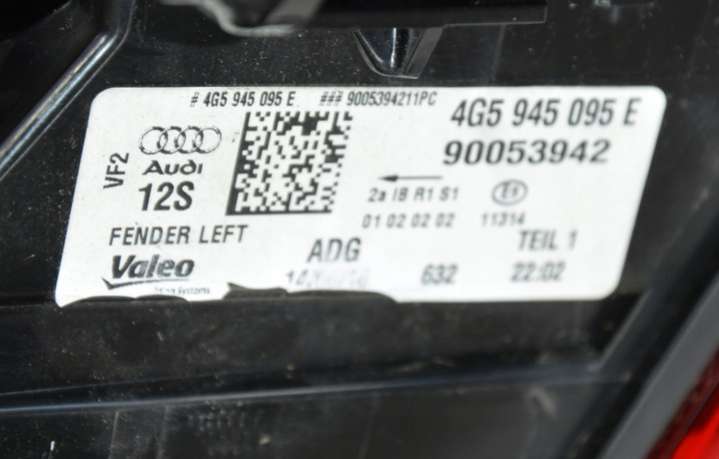 # 4G5 945 095 E ### 9005394211PC
4G5 945 095 E
90053942
VF2
Audi
12S
2a IB R1 S1
01 02 02 02 11314
FENDER LEFT
ADG
TEIL 1
Valeo
632 22:02